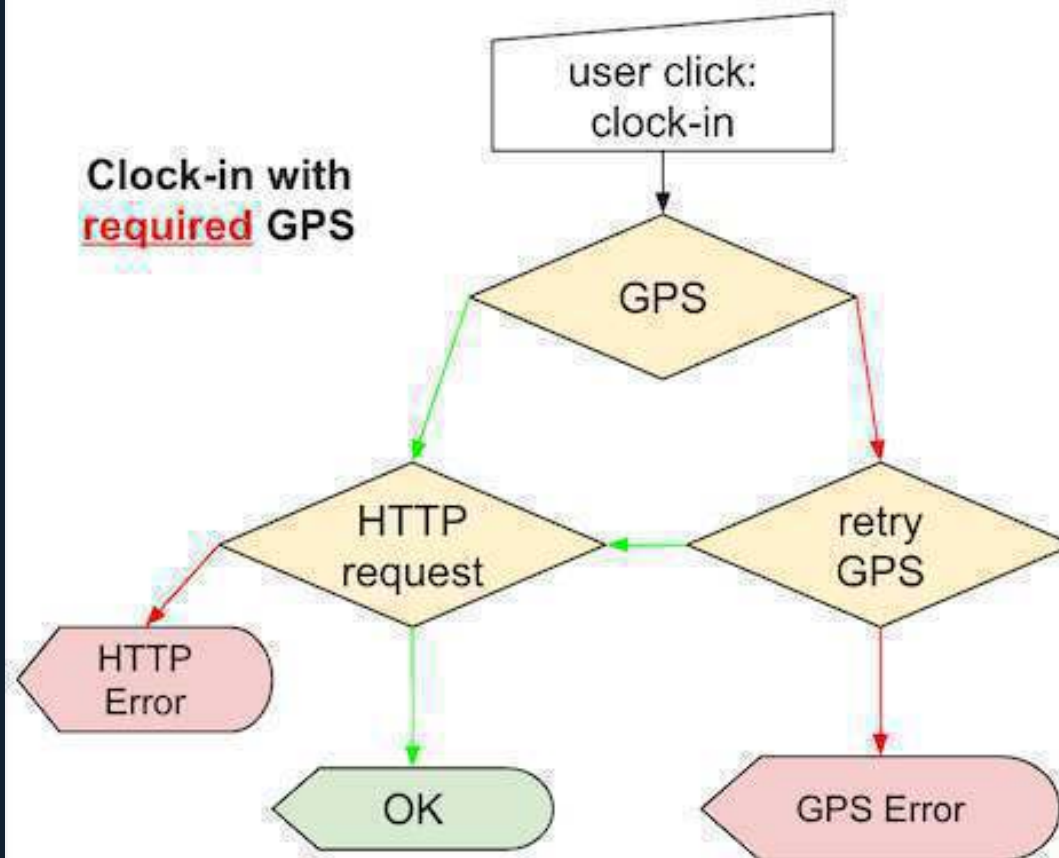 user click:
clock-in
Clock-in with
required GPS
GPS
HTTP
request
retry
GPS
HTTP
Error
OK
GPS Error